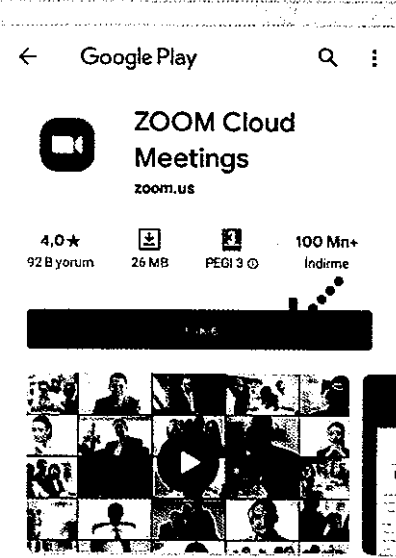 Google Play
ZOOM Cloud
Meetings
zoom.us
4,0★ 26 MB PEGI 3 100 Mn+
92 B yorum İndirme